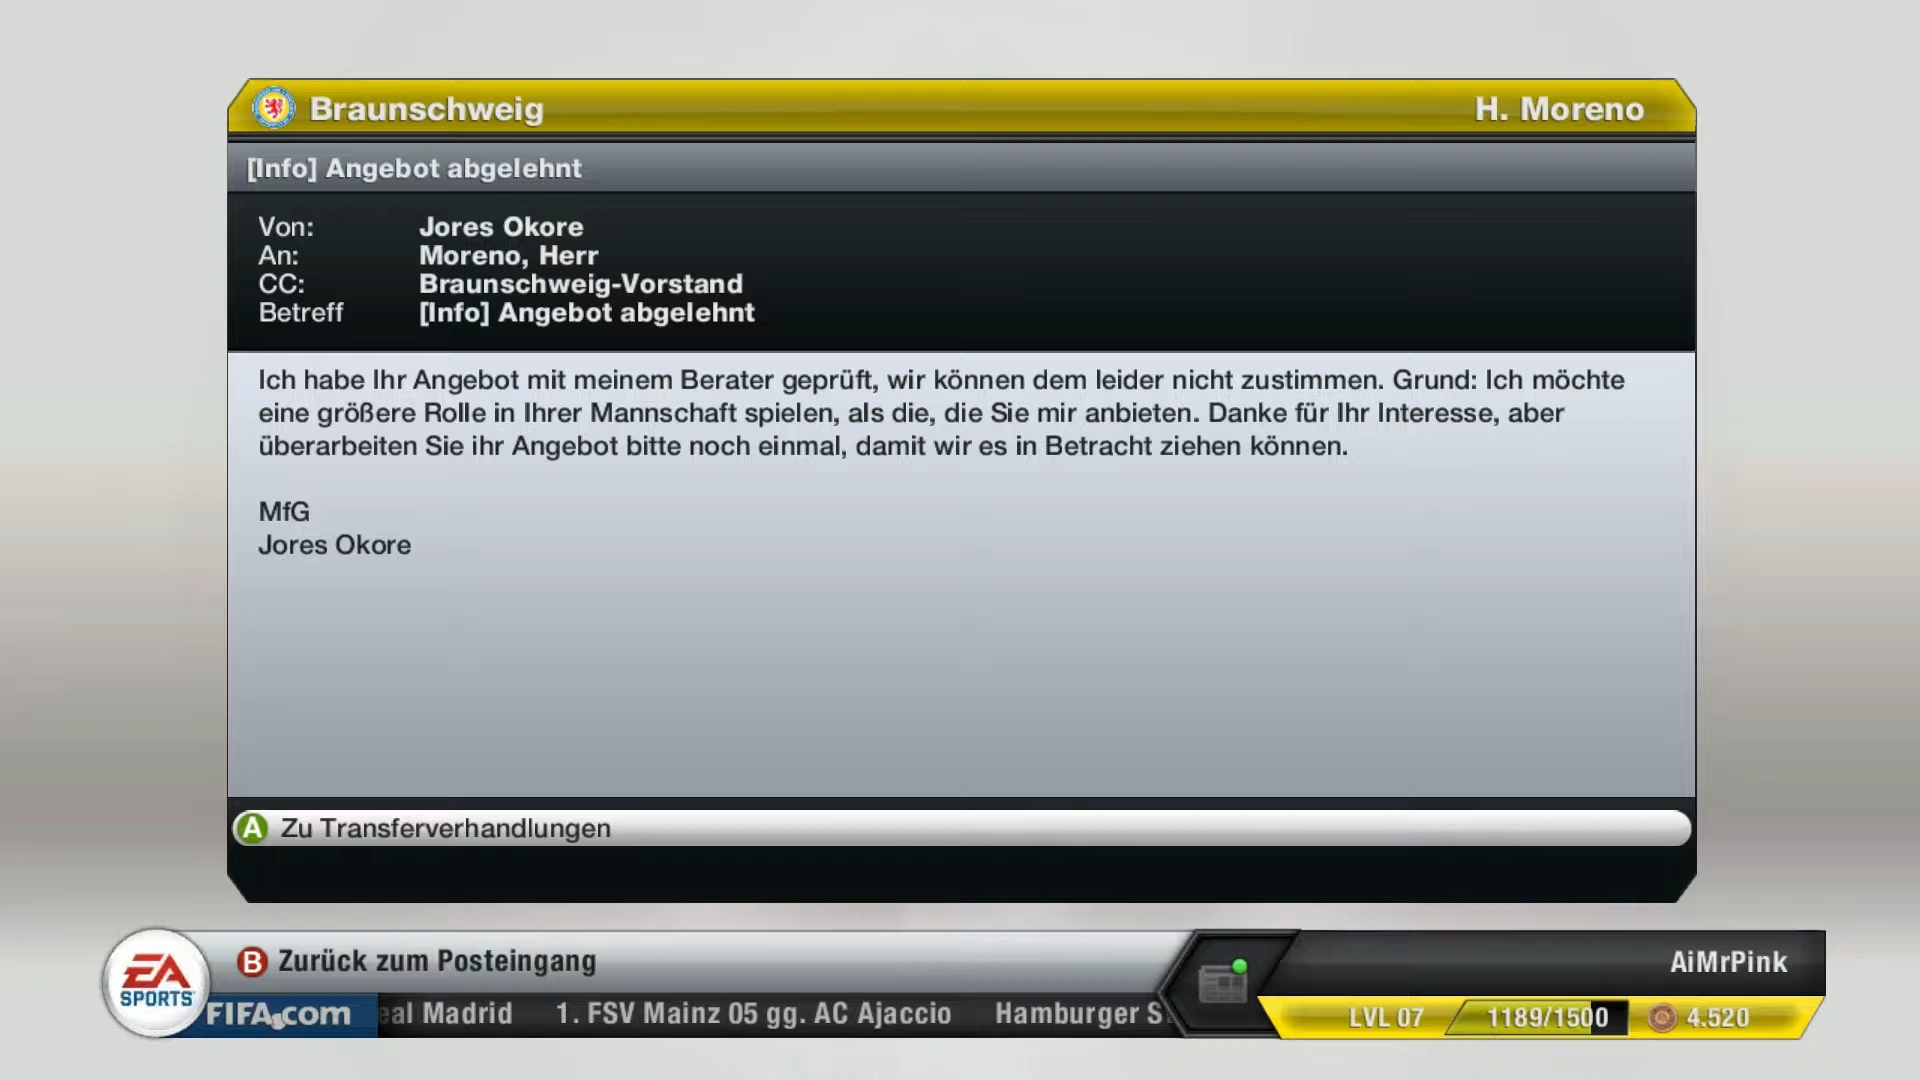 Braunschweig
H. Moreno
[Info] Angebot abgelehnt
Von: Jores Okore
An: Moreno, Herr
CC: Braunschweig-Vorstand
Betreff [Info] Angebot abgelehnt
Ich habe Ihr Angebot mit meinem Berater geprüft, wir können dem leider nicht zustimmen. Grund: Ich möchte
eine größere Rolle in Ihrer Mannschaft spielen, als die, die Sie mir anbieten. Danke für Ihr Interesse, aber
überarbeiten Sie ihr Angebot bitte noch einmal, damit wir es in Betracht ziehen können.
MfG
Jores Okore
A Zu Transferverhandlungen
B Zurück zum Posteingang
AiMrPink
EA
SPORTS
FIFA.com
eal Madrid 1. FSV Mainz 05 gg. AC Ajaccio Hamburger S
LVL 07 1189/1500 4.520